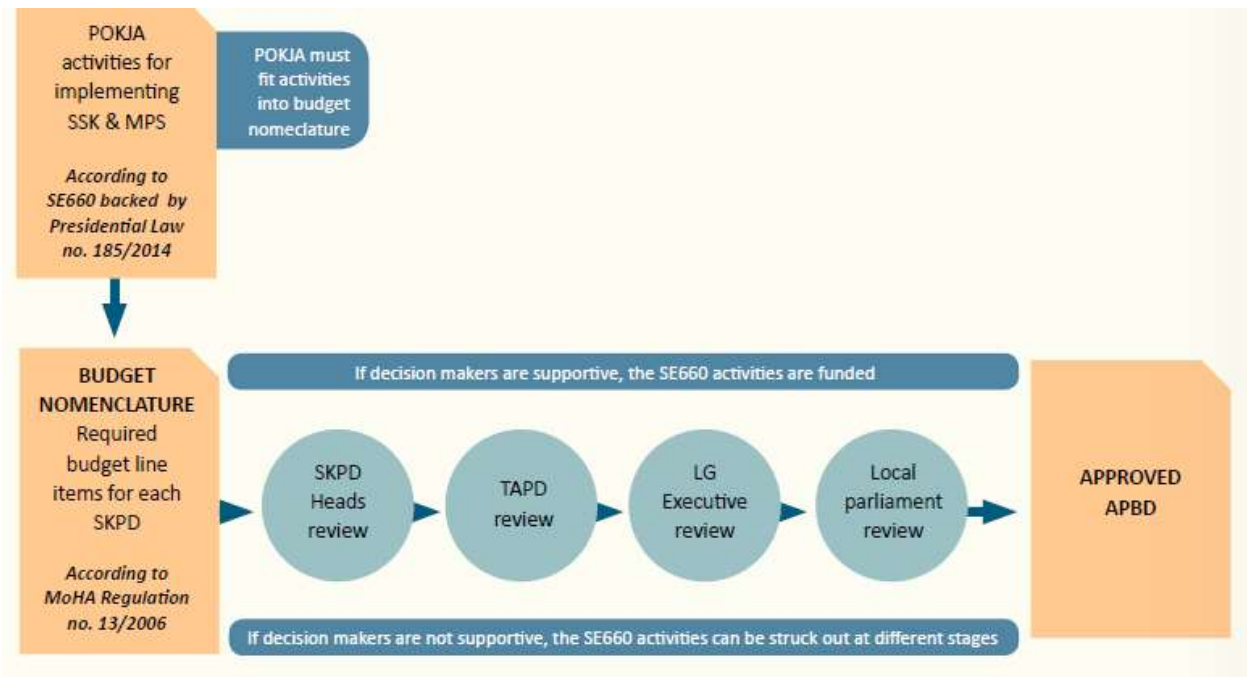 POKJA
activities for
implementing
SSK & MPS
According to
SE660 backed by
Presidential Law
no. 185/2014
POKJA must
fit activities
into budget
nomeclature
BUDGET
NOMENCLATURE
Required
budget line
items for each
SKPD
According to
MoHA Regulation
no. 13/2006
If decision makers are supportive, the SE660 activities are funded
SKPD
Heads
review
TAPD
review
LG
Executive
review
Local
parliament
review
APPROVED
APBD
If decision makers are not supportive, the SE660 activities can be struck out at different stages